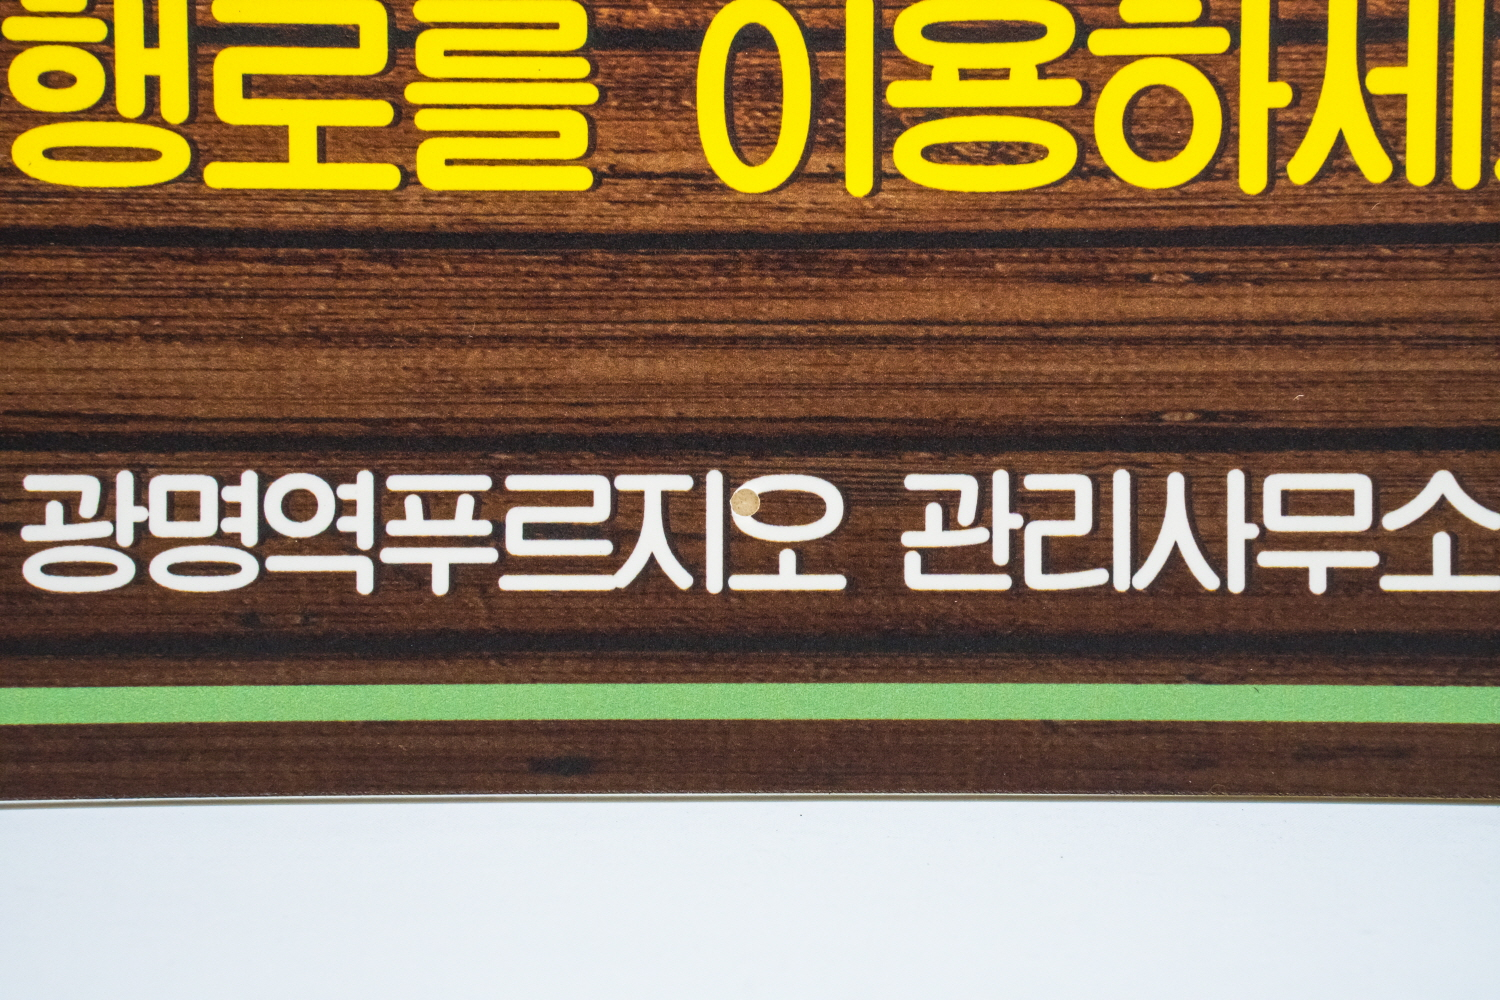 행로를 이용하세
광명역푸르지오 관리사무소